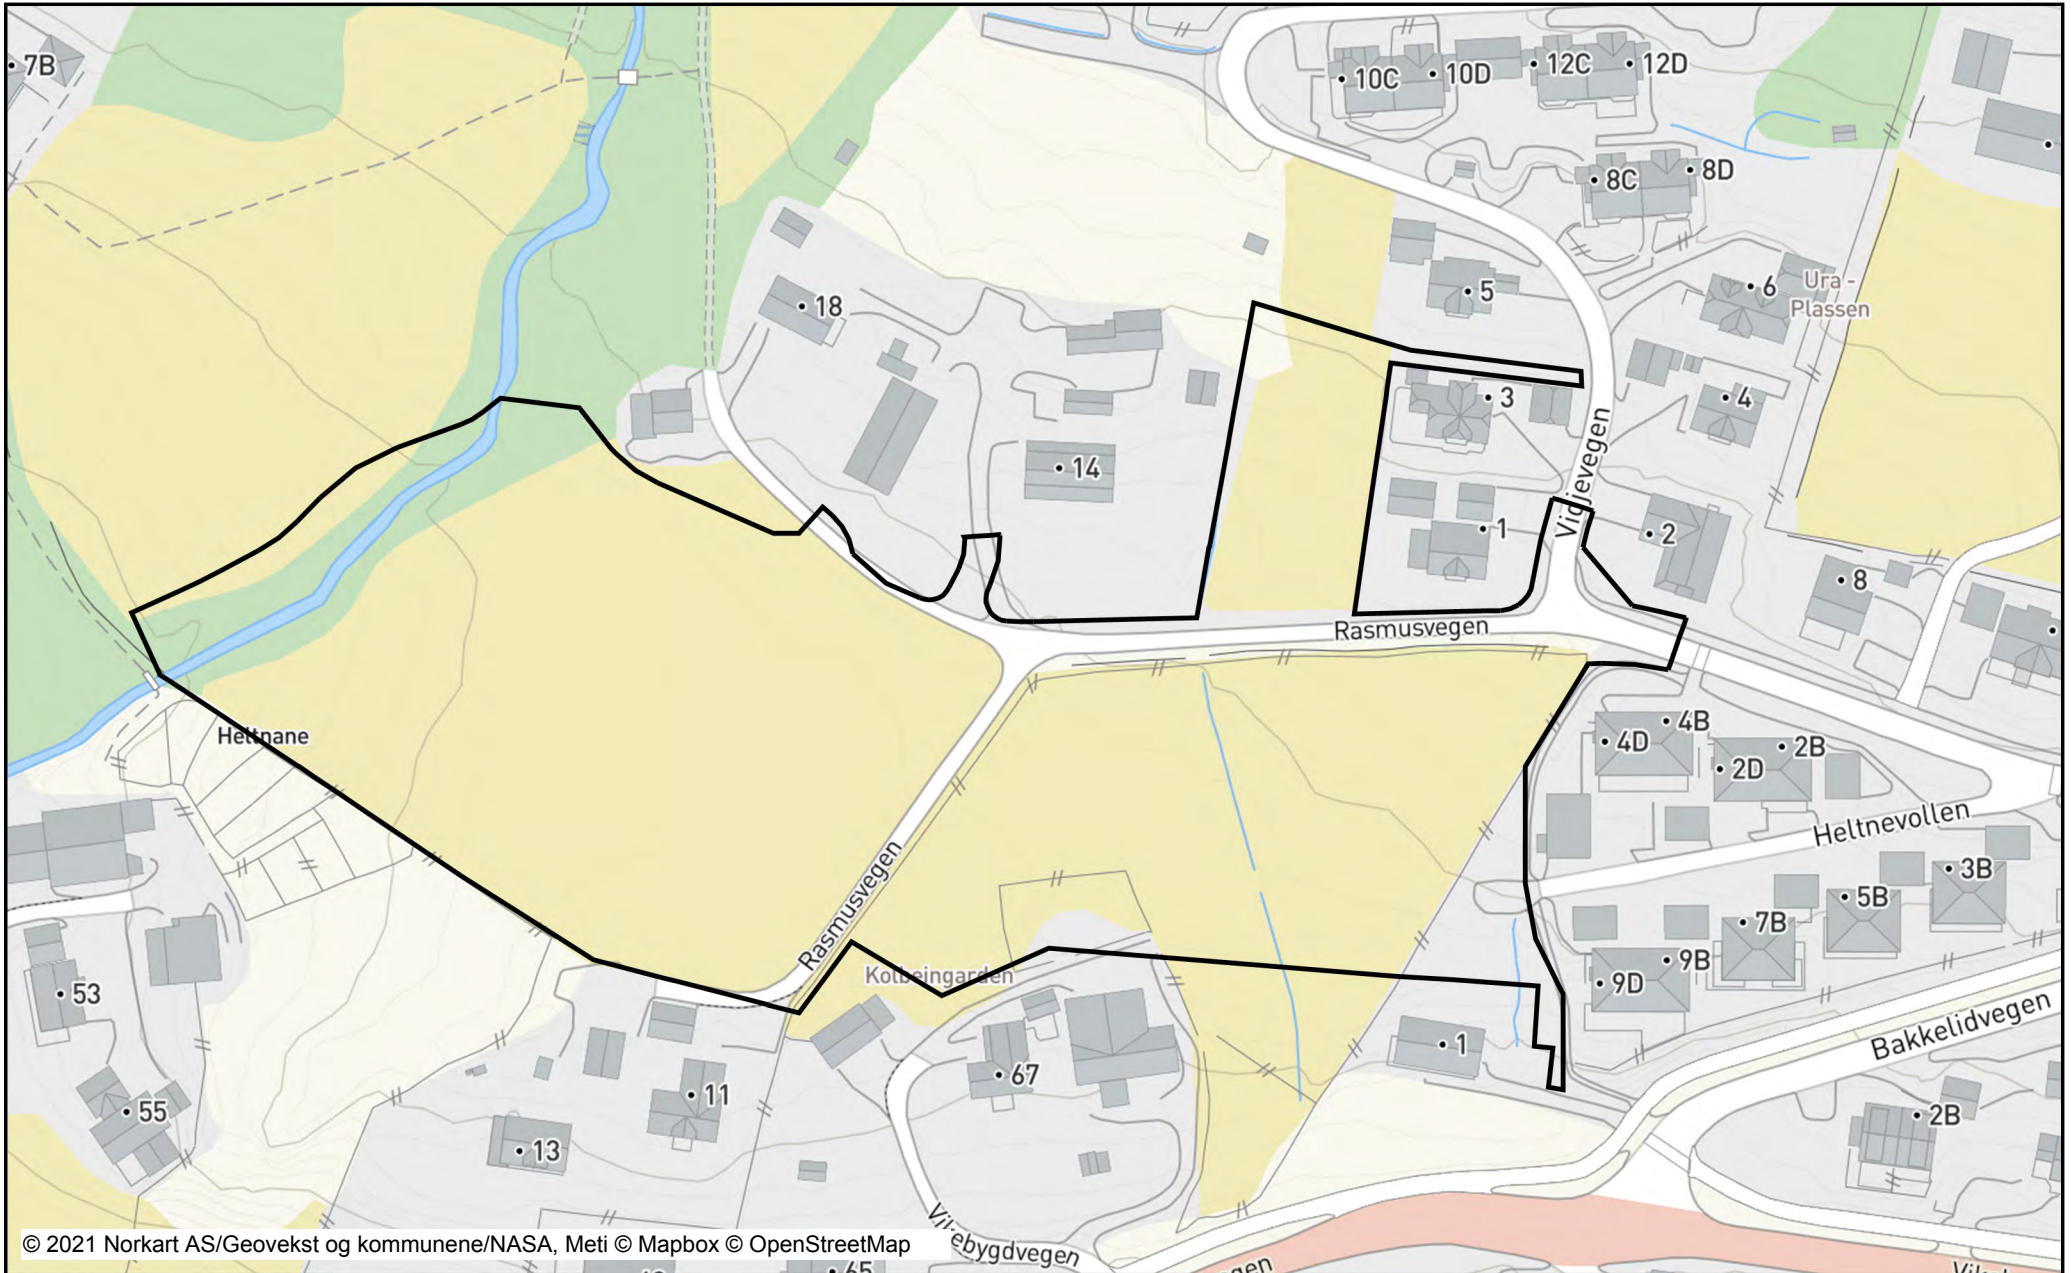 7B
10C
10D
12C
12D
8C
8D
5
6
Ura-
Plassen
18
3
4
14
1
2
Vidjevegen
8
Rasmusvegen
4B
4D
2B
2D
Heltnane
Heltnevollen
Rasmusvegen
3B
5B
7B
9B
9D
Kolbeingarden
53
1
Bakkelidvegen
67
11
55
13
2B
Vikebygdvegen
65
© 2021 Norkart AS/Geovekst og kommunene/NASA, Meti © Mapbox © OpenStreetMap